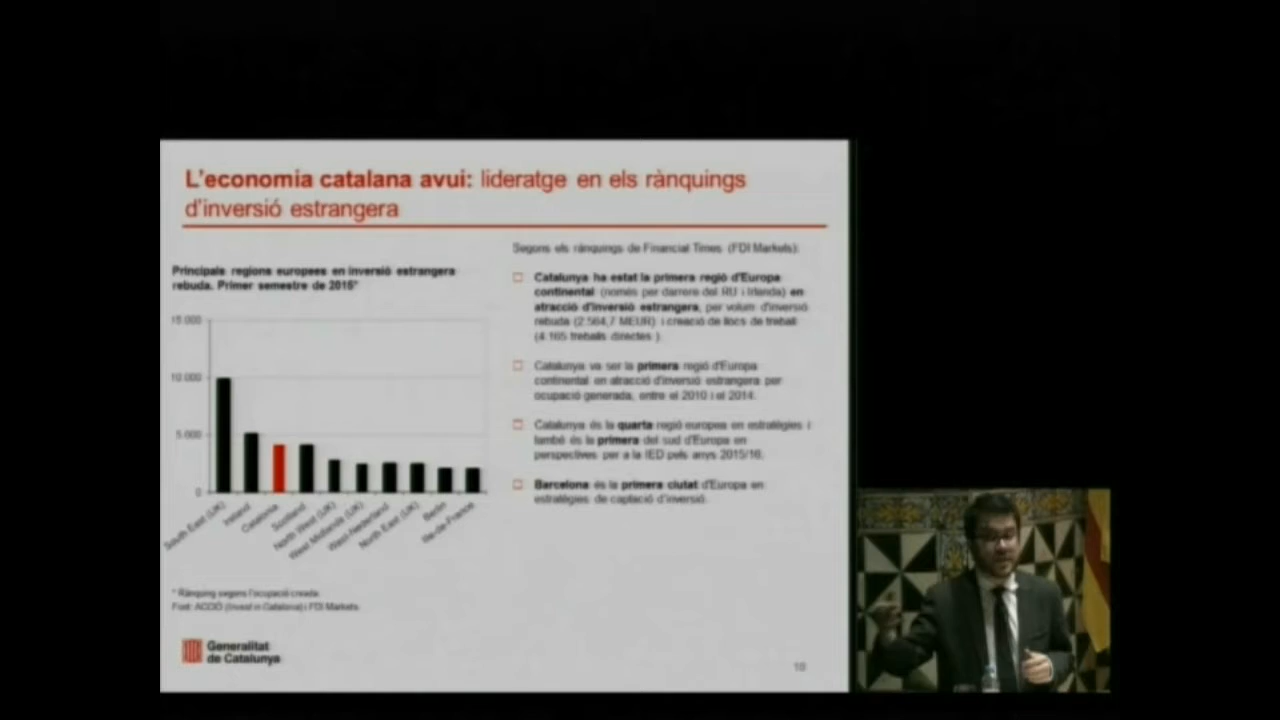 L'economia catalana avui: lideratge en els rànquings
d'inversió estrangera
Segons els rànquings de Financial Times (FDI Markets):
Principals regions europees en inversió estrangera
rebuda. Primer semestre de 2015*
Catalunya ha estat la primera regió d'Europa
continental (només per darrere del RU i Irlanda) en
atracció d'inversió estrangera, per volum d'inversió
rebuda (2.564,7 MEUR) i creació de llocs de treball
(4.165 treballs directes ).
Catalunya va ser la primera regió d'Europa
continental en atracció d'inversió estrangera per
ocupació generada, entre el 2010 i el 2014.
Catalunya és la quarta regió europea en estratègies i
també és la primera del sud d'Europa en
perspectives per a la IED pels anys 2015/16.
Barcelona és la primera ciutat d'Europa en
estratègies de captació d'inversió.
15.000
10.000
5.000
0
South East (UK)
Ireland
Catalonia
Scotland
North West (UK)
West Midlands (UK)
West-Nederland
North East (UK)
Berlin
Ile-de-France
* Rànquing segons l'ocupació creada.
Font: ACCIÓ (Invest in Catalonia) i FDI Markets.
Generalitat
de Catalunya